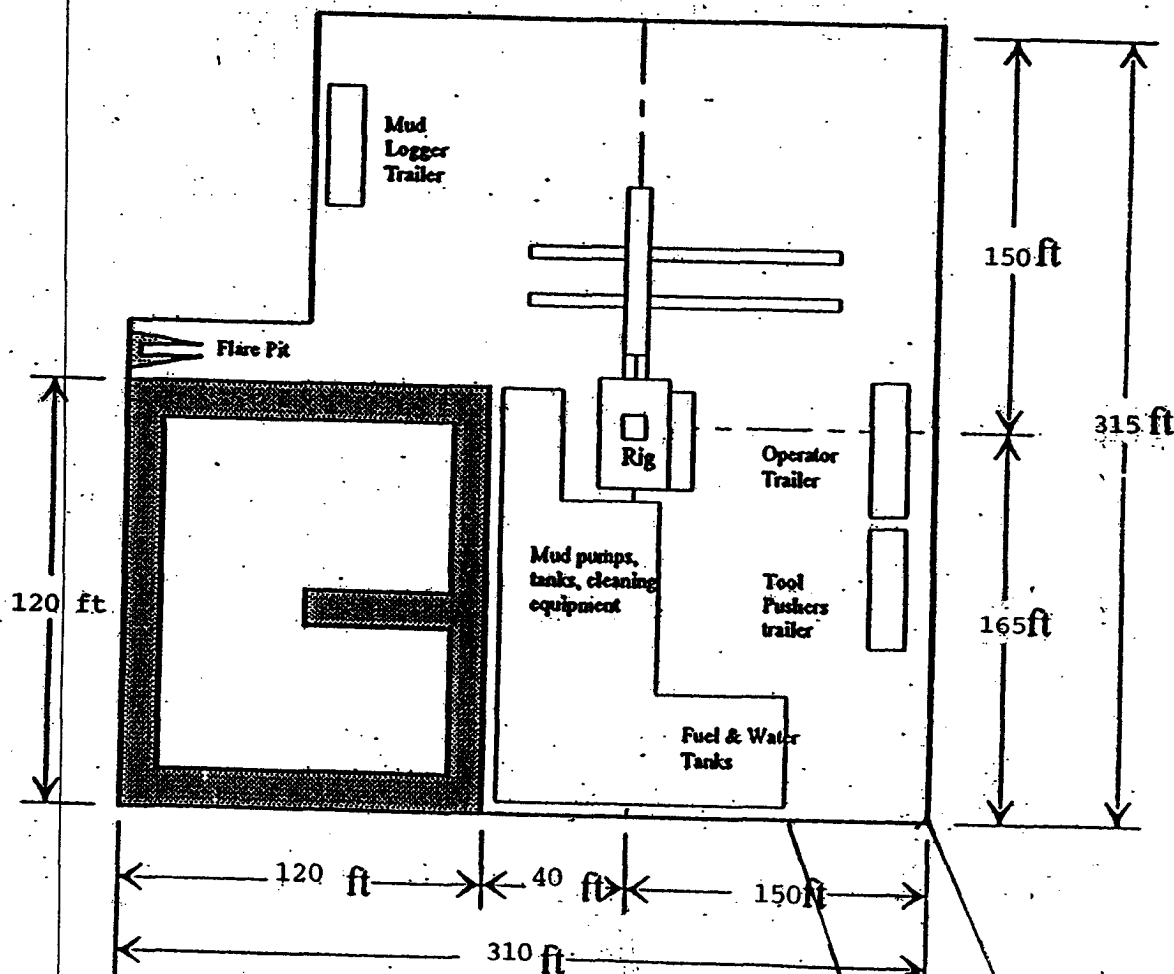 Mud
Logger
Trailer
150 ft
Flare Pit
315 ft
Rig
Operator
Trailer
Mud pumps,
tanks, cleaning
equipment
Tool
Pushers
trailer
120 ft
165ft
Fuel & Water
Tanks
120 ft
40 ft
150ft
310 ft